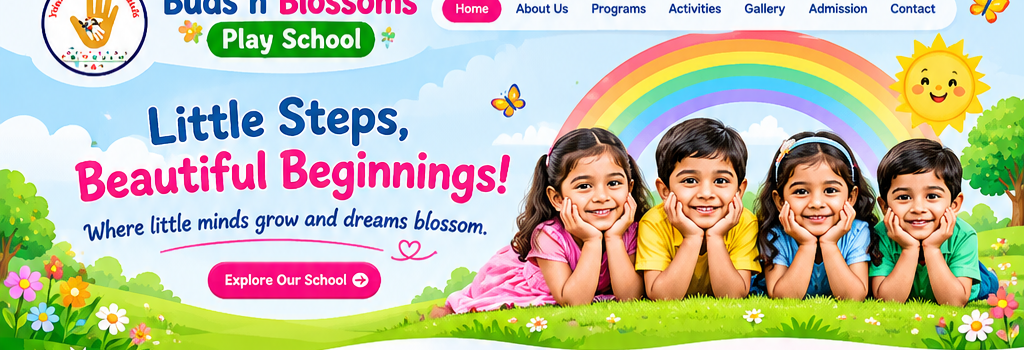 Buds n Blossoms
Play School
Home About Us Programs Activities Gallery Admission Contact
Little Steps,
Beautiful Beginnings!
Where little minds grow and dreams blossom.
Explore Our School